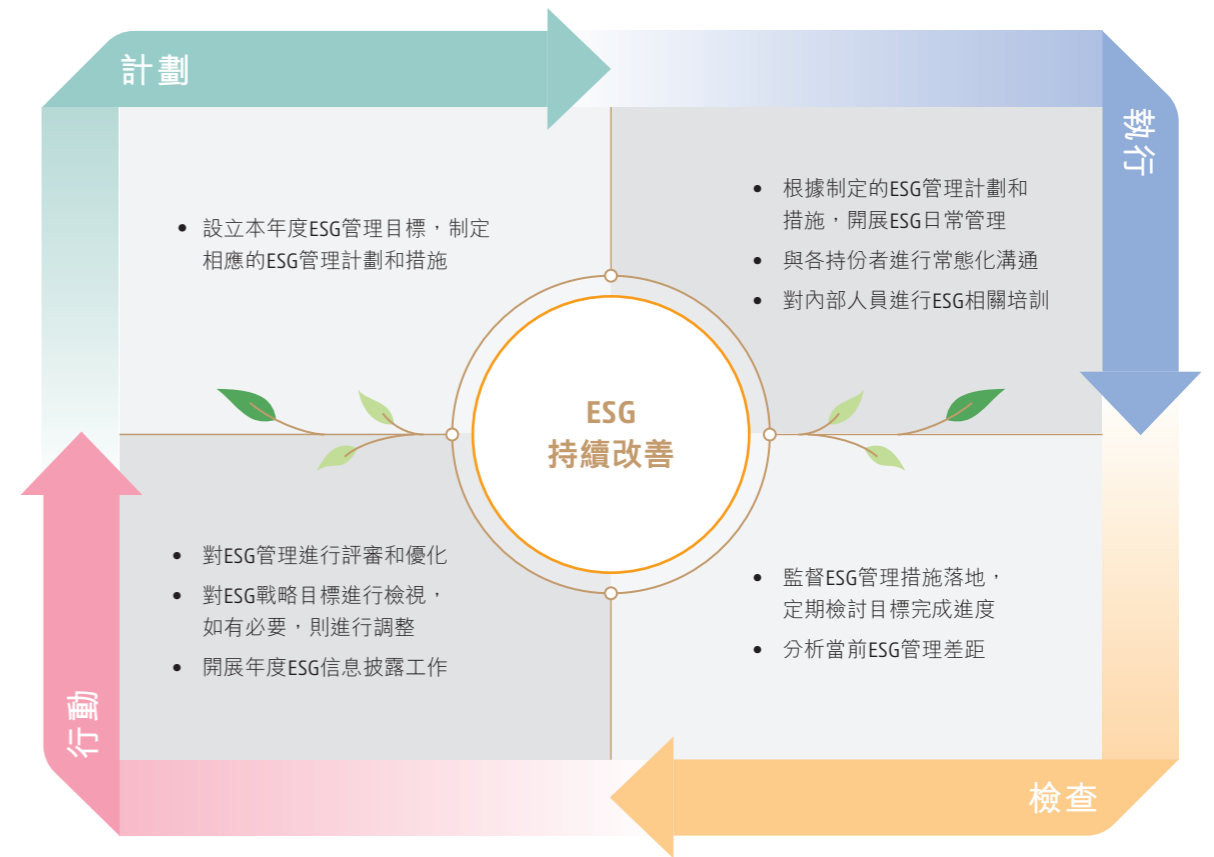 計劃
• 設立本年度ESG管理目標，制定
相應的ESG管理計劃和措施
執行
• 根據制定的ESG管理計劃和
措施，開展ESG日常管理
• 與各持份者進行常態化溝通
• 對內部人員進行ESG相關培訓
ESG
持續改善
檢查
• 監督ESG管理措施落地，
定期檢討目標完成進度
• 分析當前ESG管理差距
行動
• 對ESG管理進行評審和優化
• 對ESG戰略目標進行檢視，
如有必要，則進行調整
• 開展年度ESG信息披露工作